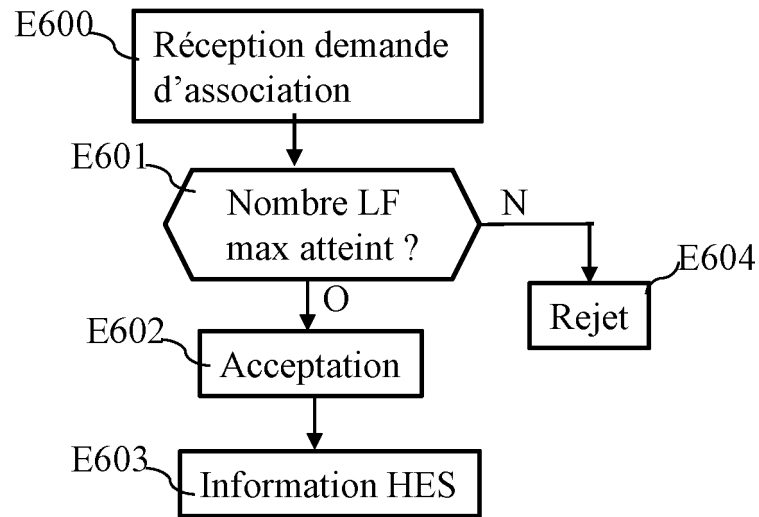 E600
Réception demande
d’association
E601
Nombre LF
max atteint ?
N
E604
Rejet
O
E602
Acceptation
E603
Information HES